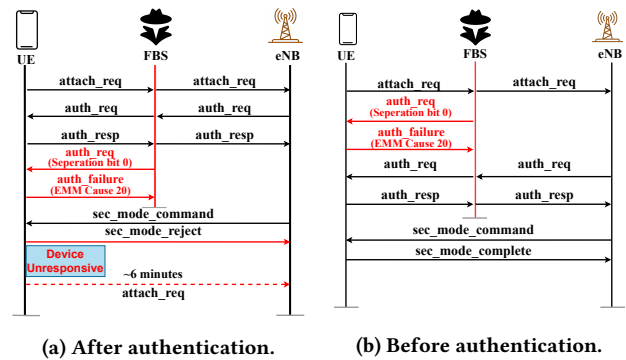 UE
FBS
eNB
attach_req
attach_req
auth_req
auth_req
auth_resp
auth_resp
auth_req
(Seperation bit 0)
auth_failure
(EMM Cause 20)
sec_mode_command
sec_mode_reject
Device
Unresponsive
~6 minutes
attach_req
(a) After authentication.
UE
FBS
eNB
attach_req
attach_req
auth_req
(Seperation bit 0)
auth_failure
(EMM Cause 20)
auth_req
auth_req
auth_resp
auth_resp
sec_mode_command
sec_mode_complete
(b) Before authentication.